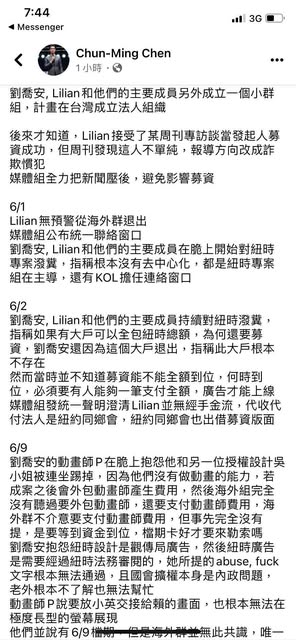 7:44
3G
Messenger
Chun-Ming Chen
1 小時
劉喬安, Lilian和他們的主要成員另外成立一個小群
組，計畫在台灣成立法人組織
後來才知道，Lilian接受了某周刊專訪談當發起人募
資成功，但周刊發現這人不單純，報導方向改成詐
欺慣犯
媒體組全力把新聞壓後，避免影響募資
6/1
Lilian無預警從海外群退出
媒體組公布統一聯絡窗口
劉喬安, Lilian和他們的主要成員在脆上開始對紐時
專案潑糞，指稱根本沒有去中心化，都是紐時專案
組在主導，還有KOL擔任連絡窗口
6/2
劉喬安, Lilian和他們的主要成員持續對紐時潑糞，
指稱如果有大戶可以全包紐時總額，為何還要募
資，劉喬安還因為這個大戶退出，指稱此大戶根本
不存在
然而當時並不知道募資能不能全額到位，何時到
位，必須要有人能夠一筆支付全額，廣告才能上線
媒體組發統一聲明澄清Lilian並無經手金流，代收代
付法人是紐約同鄉會，紐約同鄉會也出借募資版面
6/9
劉喬安的動畫師P在脆上抱怨他和另一位授權設計吳
小姐被連坐踢掉，因為他們沒有做動畫的能力，若
成案之後會外包動畫師產生費用，然後海外組完全
沒有聽過要外包動畫師，還要支付動畫師費用，海
外群不介意要支付動畫師費用，但事先完全沒有
提，是要等到資金到位，檔期卡好才要來勒索嗎
劉喬安抱怨紐時設計是觀傳局廣告，然後紐時廣告
是需要經過紐時法務審閱的，她所提的abuse, fuck
文字根本無法通過，且國會擴權本身是內政問題，
老外根本不了解也無法幫忙
動畫師P說要放小英交接給賴的畫面，也根本無法在
極度長型的螢幕展現
他們並說有6/9檔期，但是海外群並無此共識，唯一